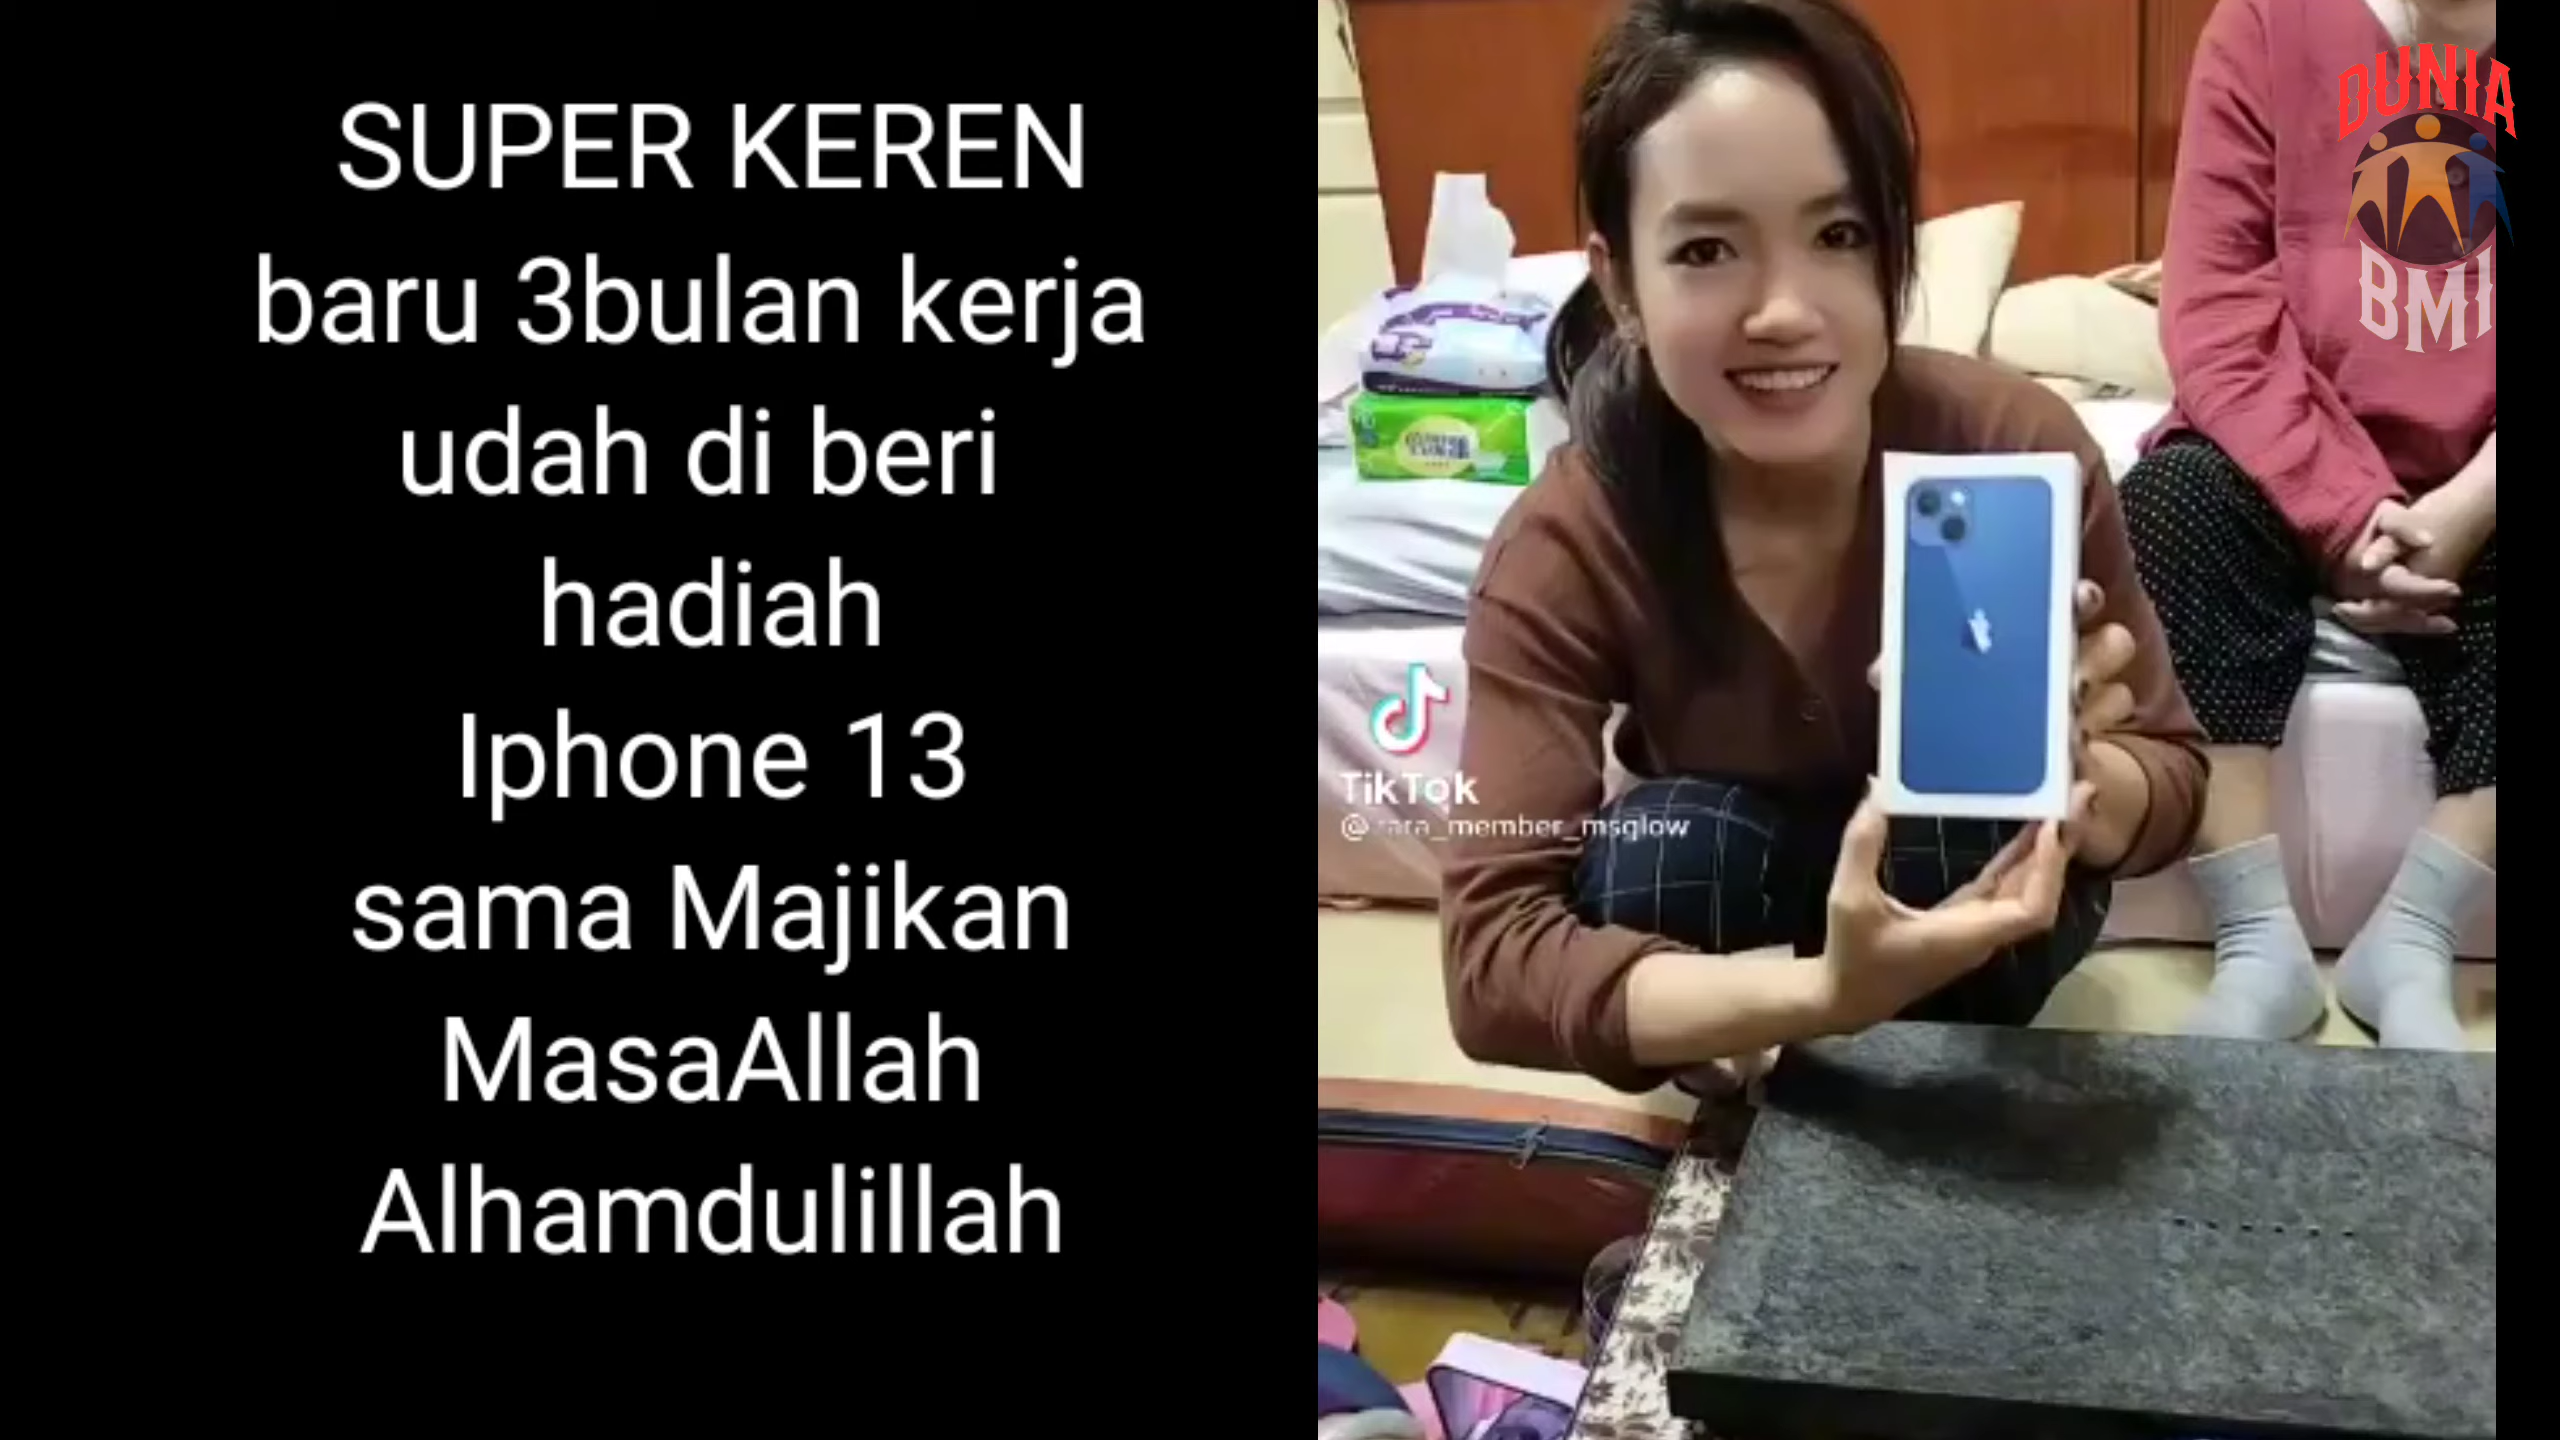 SUPER KEREN
baru 3bulan kerja
udah di beri
hadiah
Iphone 13
sama Majikan
MasaAllah
Alhamdulillah
DUNIA
BMI
TikTok